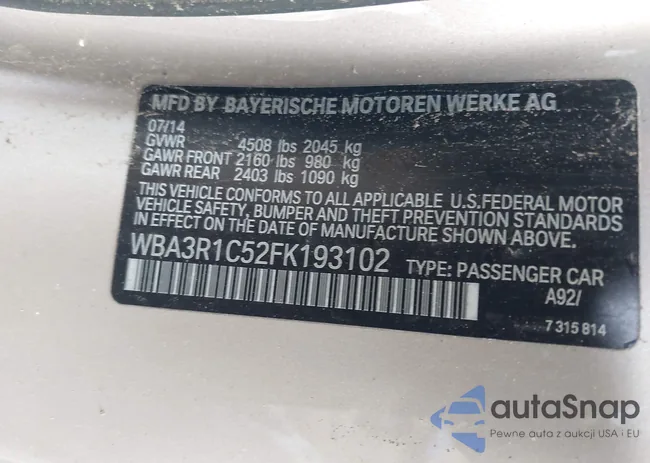 MFD BY BAYERISCHE MOTOREN WERKE AG
07/14
GVWR 4508 lbs 2045 kg
GAWR FRONT 2160 lbs 980 kg
GAWR REAR 2403 lbs 1090 kg
THIS VEHICLE CONFORMS TO ALL APPLICABLE U.S.FEDERAL MOTOR
VEHICLE SAFETY, BUMPER AND THEFT PREVENTION STANDARDS
IN EFFECT ON THE DATE OF MANUFACTURE SHOWN ABOVE.
WBA3R1C52FK193102 TYPE: PASSENGER CAR
A92/
7 315 814
autaSnap
Pewne auta z aukcji USA i EU